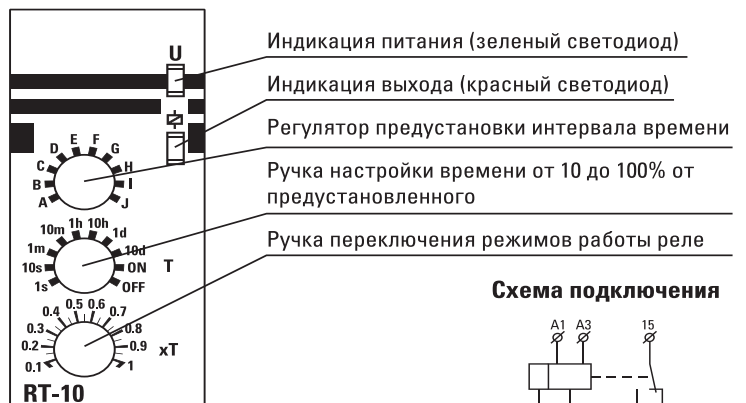 U
Индикация питания (зеленый светодиод)
Индикация выхода (красный светодиод)
Регулятор предустановки интервала времени
Ручка настройки времени от 10 до 100% от
предустановленного
Ручка переключения режимов работы реле
A B C D E F G H I J
1s 10s 1m 10m 1h 10h 1d 10d ON OFF
T
0.1 0.2 0.3 0.4 0.5 0.6 0.7 0.8 0.9 1
xT
RT-10
Схема подключения
A1 A3 15